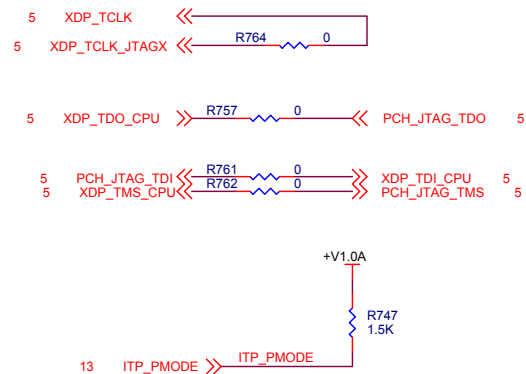 5 XDP_TCLK
5 XDP_TCLK_JTAGX R764 0
5 XDP_TDO_CPU R757 0 PCH_JTAG_TDO 5
5 PCH_JTAG_TDI R761 0 XDP_TDI_CPU 5
5 XDP_TMS_CPU R762 0 PCH_JTAG_TMS 5
+V1.0A
R747
1.5K
13 ITP_PMODE ITP_PMODE